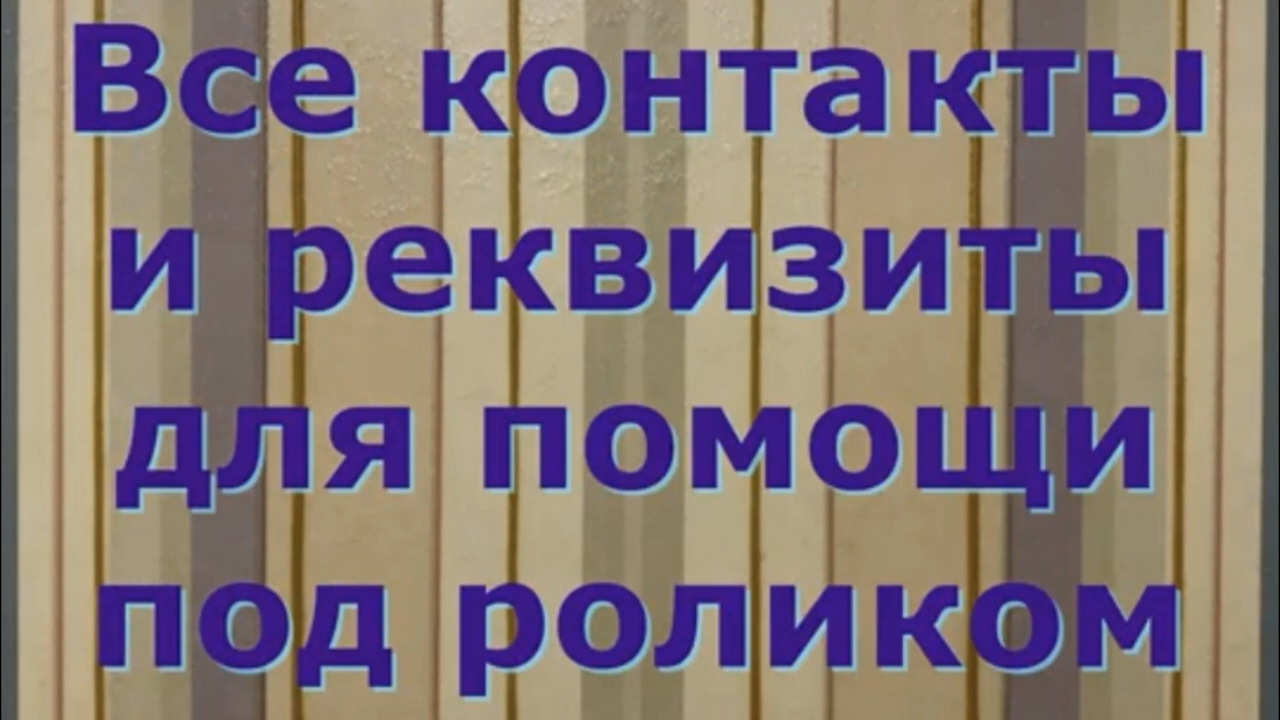 Все контакты
и реквизиты
для помощи
под роликом